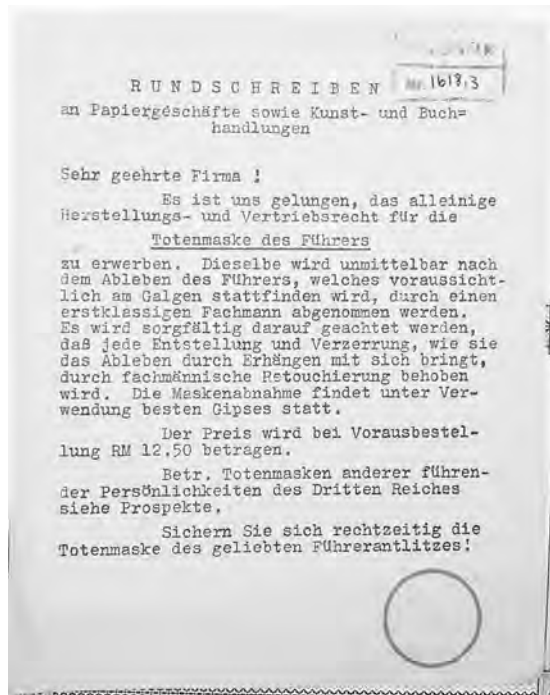 Nr. 1618,3
R U N D S C H R E I B E N
an Papiergeschäfte sowie Kunst- und Buch=
handlungen
Sehr geehrte Firma !
Es ist uns gelungen, das alleinige
Herstellungs- und Vertriebsrecht für die
Totenmaske des Führers
zu erwerben. Dieselbe wird unmittelbar nach
dem Ableben des Führers, welches voraussicht-
lich am Galgen stattfinden wird, durch einen
erstklassigen Fachmann abgenommen werden.
Es wird sorgfältig darauf geachtet werden,
daß jede Entstellung und Verzerrung, wie sie
das Ableben durch Erhängen mit sich bringt,
durch fachmännische Retouchierung behoben
wird. Die Maskenabnahme findet unter Ver-
wendung besten Gipses statt.
Der Preis wird bei Vorausbestel-
lung RM 12.50 betragen.
Betr. Totenmasken anderer führen-
der Persönlichkeiten des Dritten Reiches
siehe Prospekte.
Sichern Sie sich rechtzeitig die
Totenmaske des geliebten Führerantlitzes!